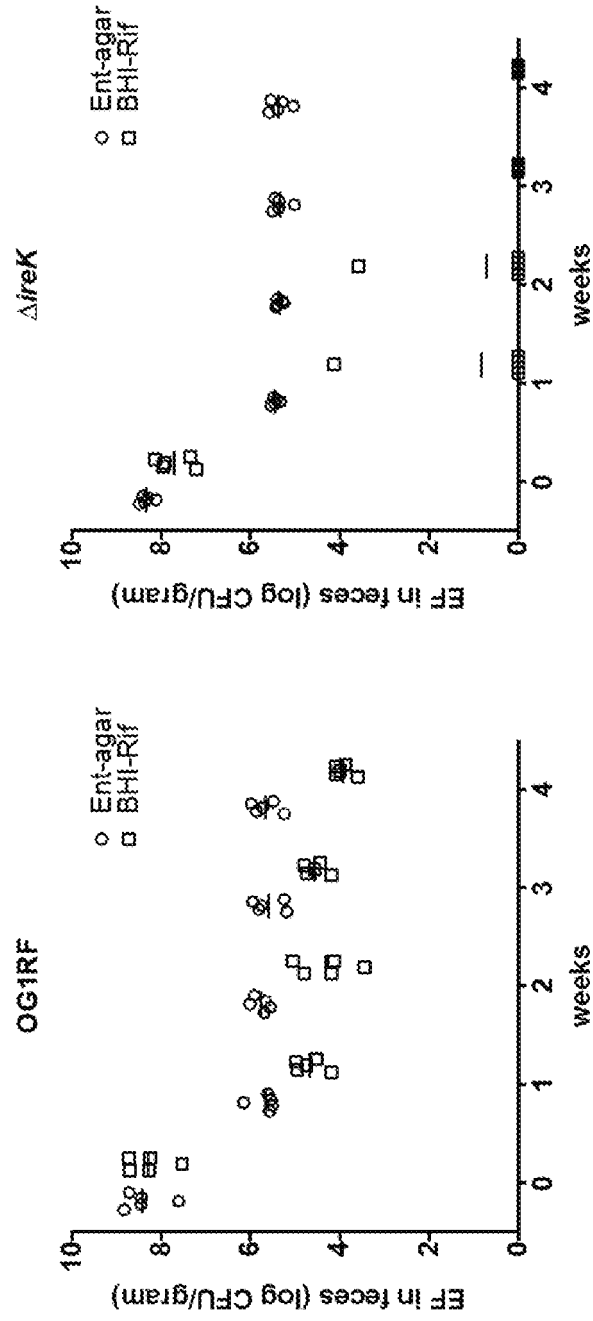 OG1RF
○ Ent-agar
□ BHI-Rif
EF in feces (log CFU/gram)
10
8
6
4
2
0
0 1 2 3 4
weeks
ΔireK
○ Ent-agar
□ BHI-Rif
EF in feces (log CFU/gram)
10
8
6
4
2
0
0 1 2 3 4
weeks